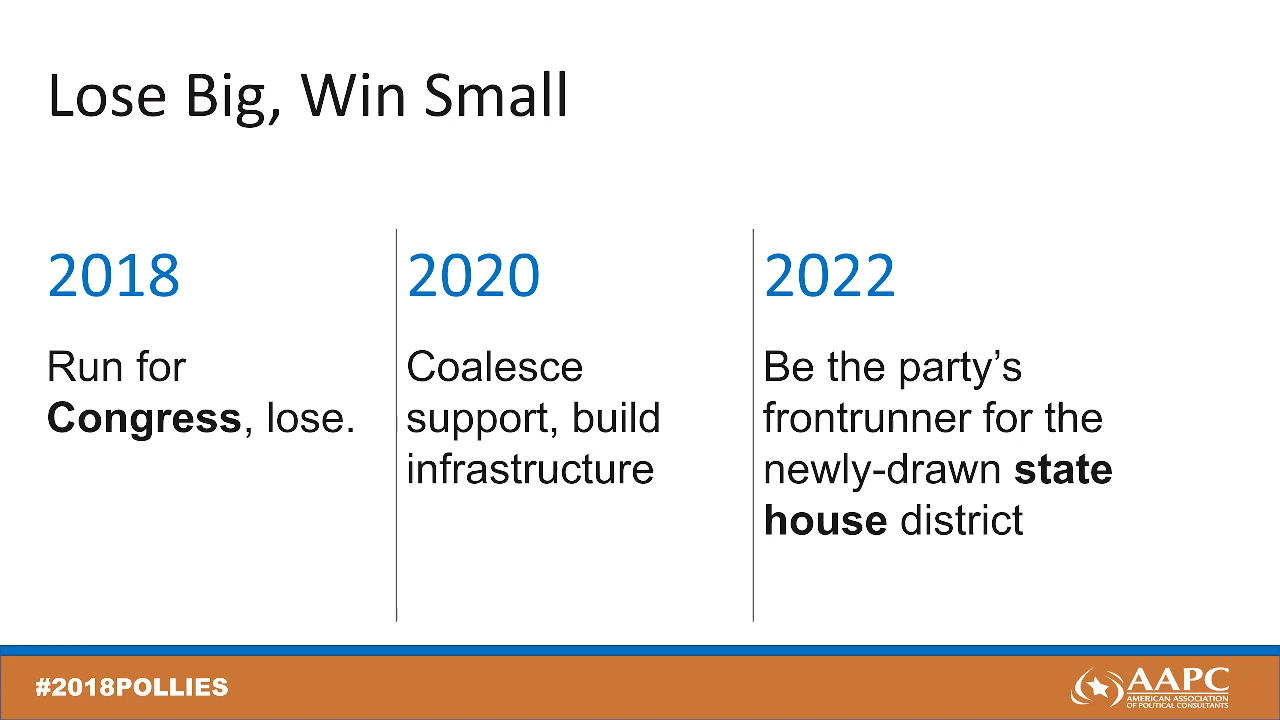 Lose Big, Win Small
2018
Run for
Congress, lose.
2020
Coalesce
support, build
infrastructure
2022
Be the party’s
frontrunner for the
newly-drawn state
house district
#2018POLLIES
AAPC
AMERICAN ASSOCIATION
OF POLITICAL CONSULTANTS